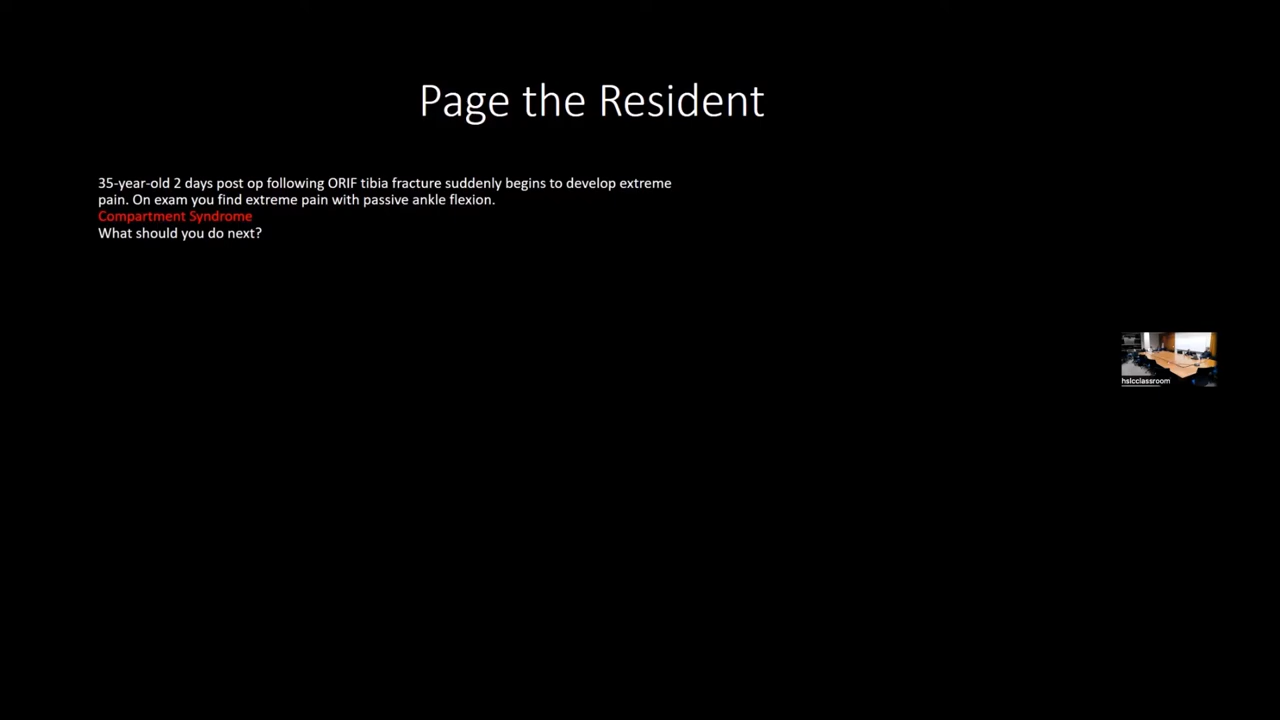 Page the Resident
35-year-old 2 days post op following ORIF tibia fracture suddenly begins to develop extreme
pain. On exam you find extreme pain with passive ankle flexion.
Compartment Syndrome
What should you do next?
hslcclassroom